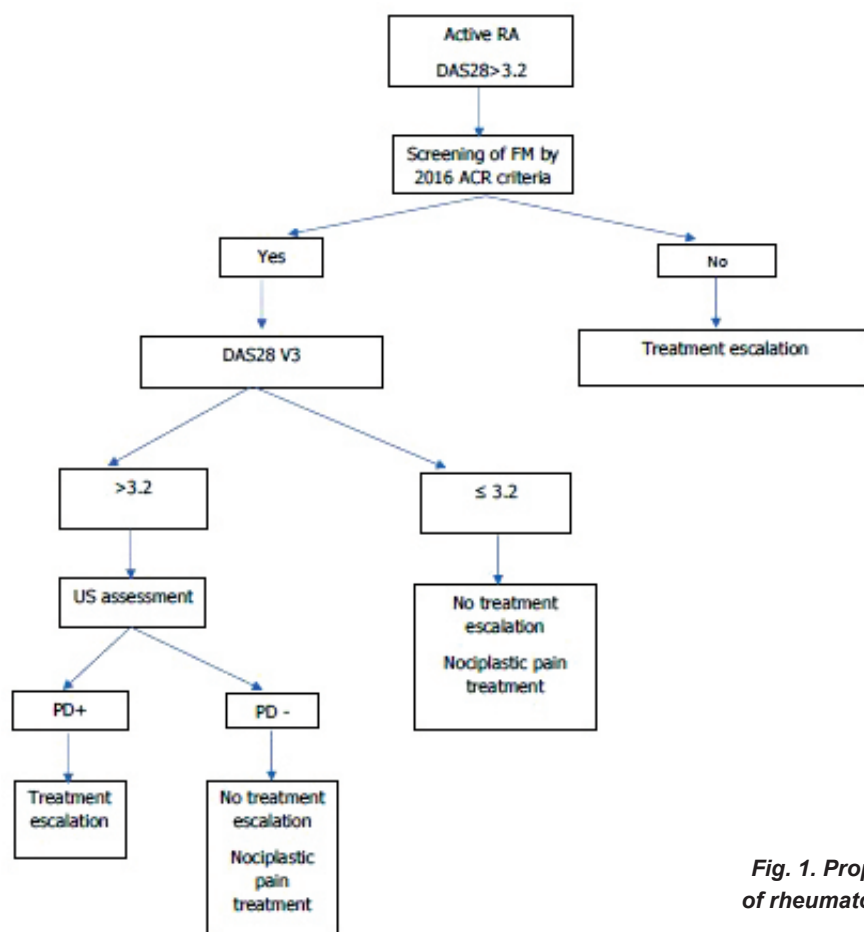 Active RA
DAS28>3.2
Screening of FM by
2016 ACR criteria
Yes
No
DAS28 V3
Treatment escalation
>3.2
≤ 3.2
US assessment
No treatment
escalation
Nociplastic pain
treatment
PD+
PD -
Treatment
escalation
No treatment
escalation
Nociplastic
pain
treatment
Fig. 1.
of